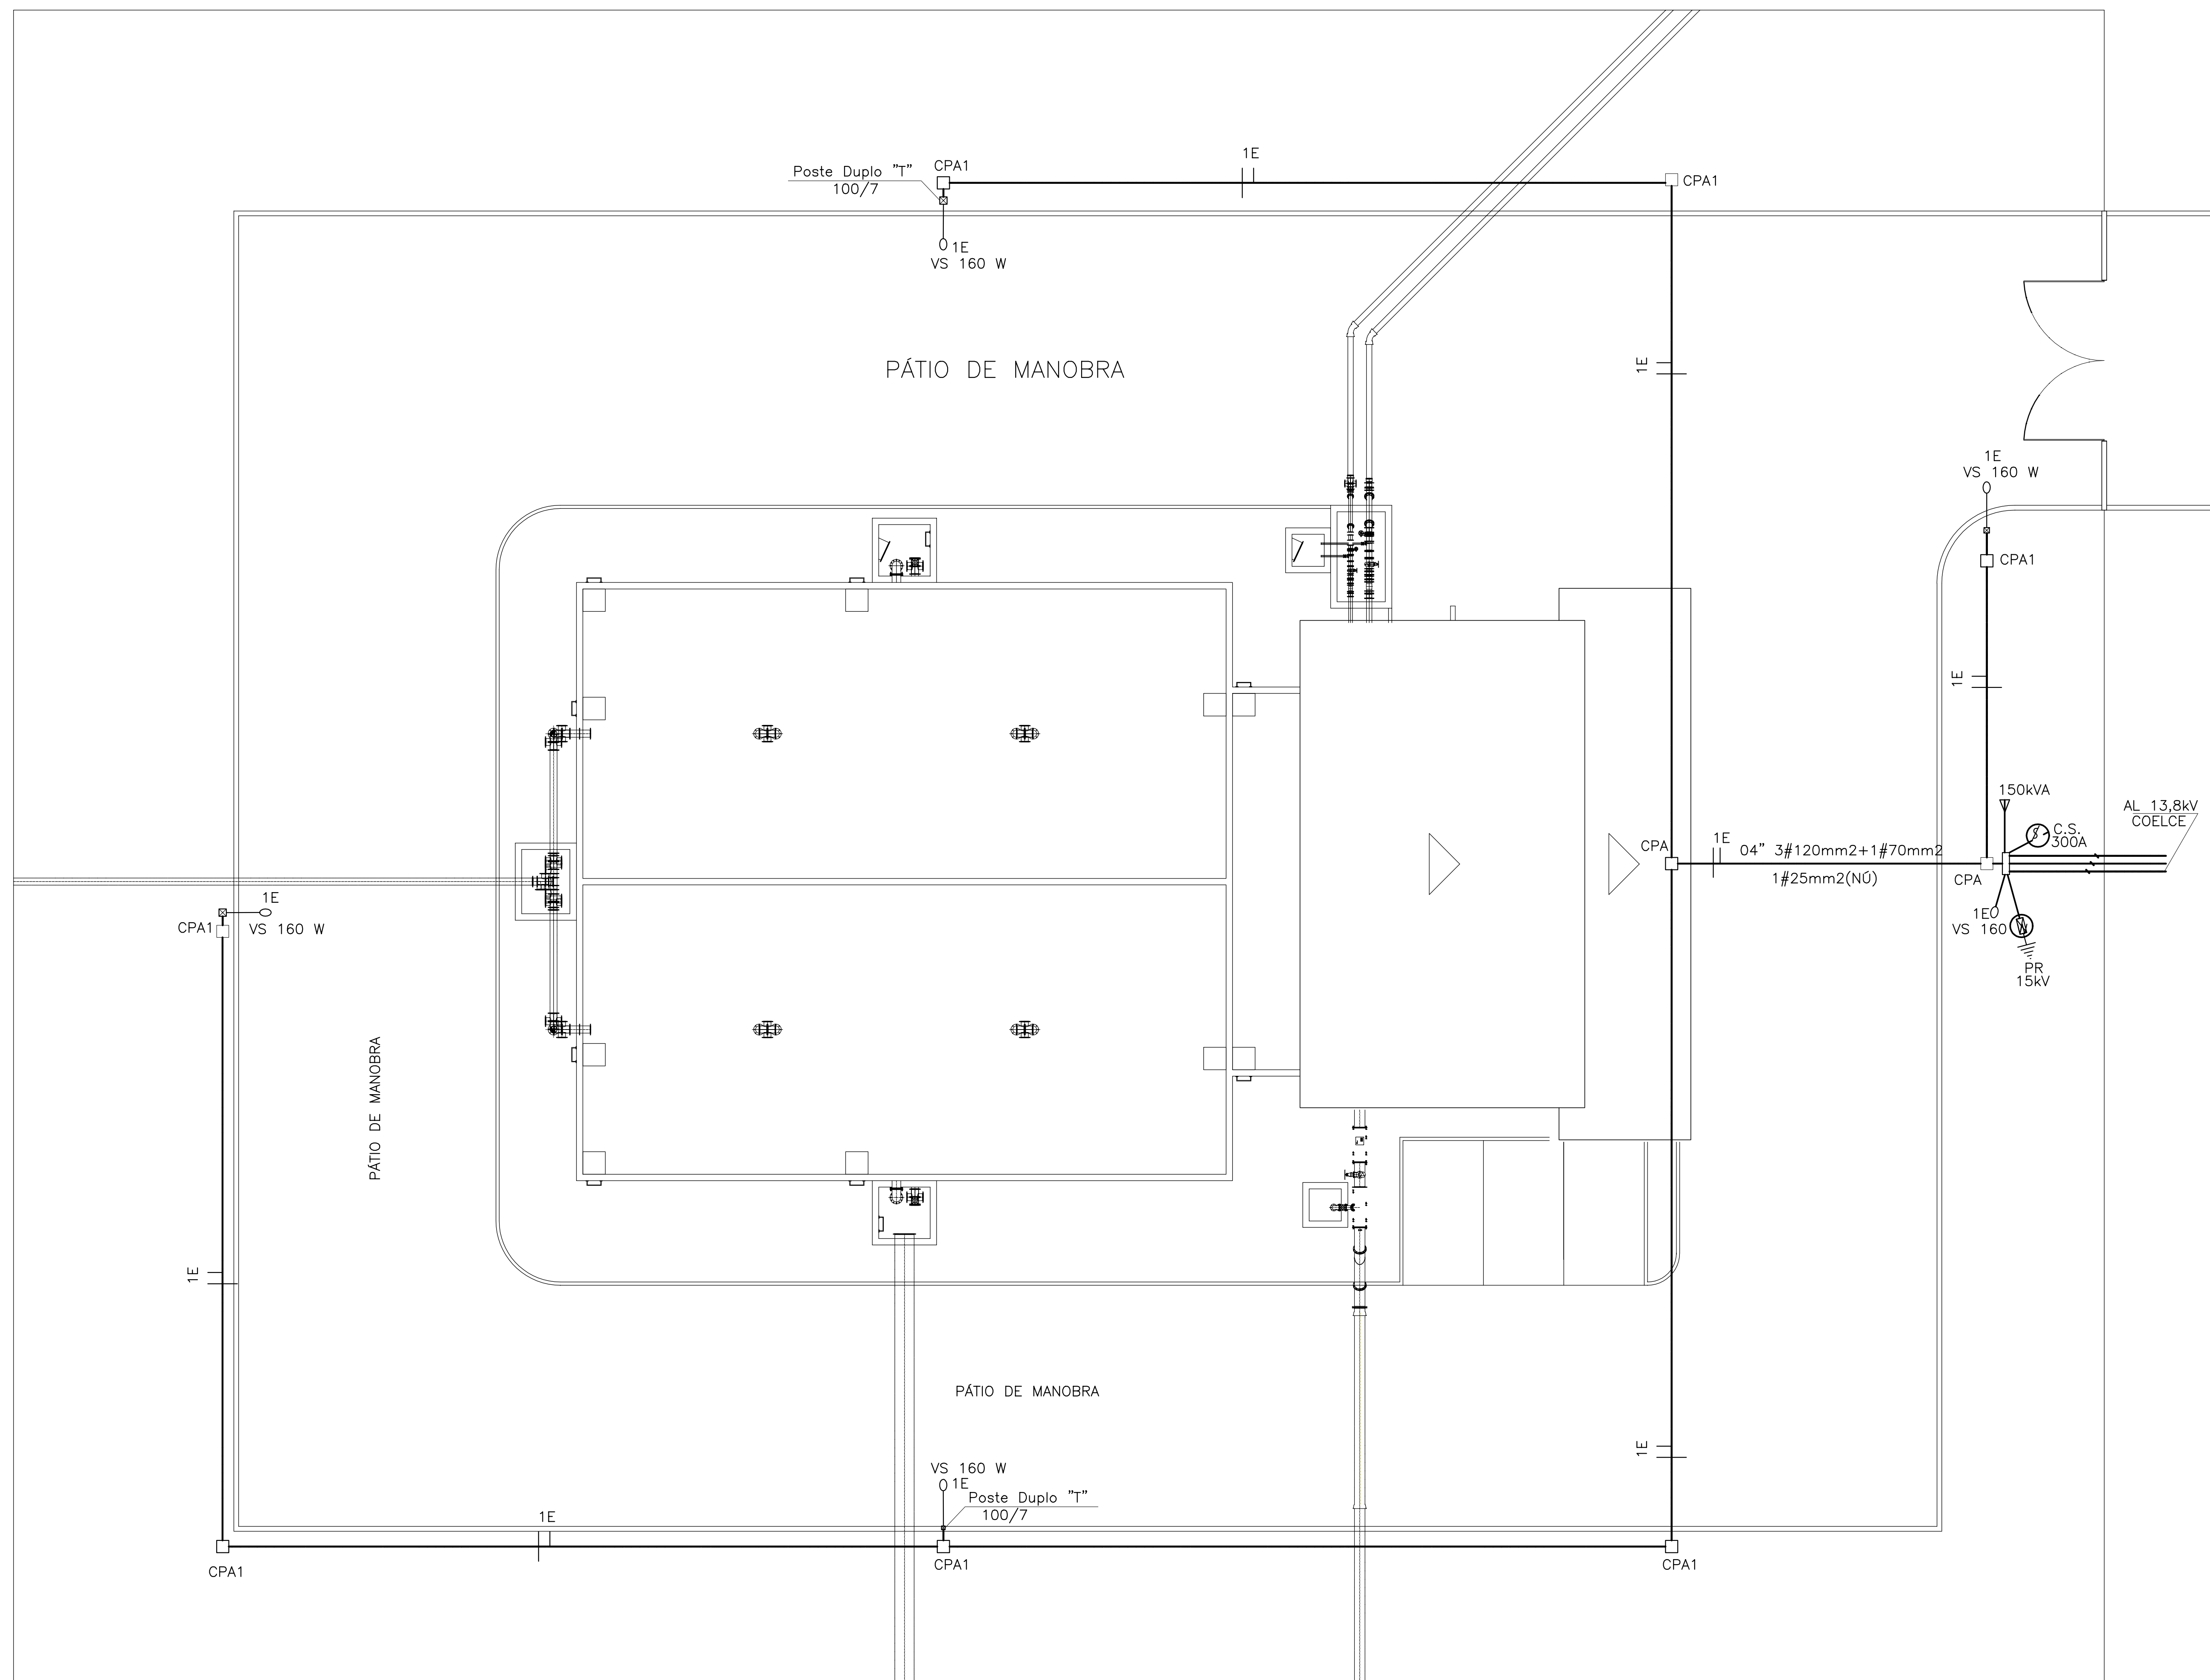 1E
CPA1
Poste Duplo "T"
100/7
CPA1
1E
VS 160 W
PÁTIO DE MANOBRA
1E
1E
VS 160 W
CPA1
1E
150kVA
AL 13,8kV
COELCE
C.S.
300A
1E
CPA
04" 3#120mm2+1#70mm2
1#25mm2(NÚ)
CPA
1E
VS 160 W
CPA1
1E
VS 160
PR
15kV
PÁTIO DE MANOBRA
1E
PÁTIO DE MANOBRA
1E
VS 160 W
1E
Poste Duplo "T"
100/7
1E
CPA1
CPA1
CPA1